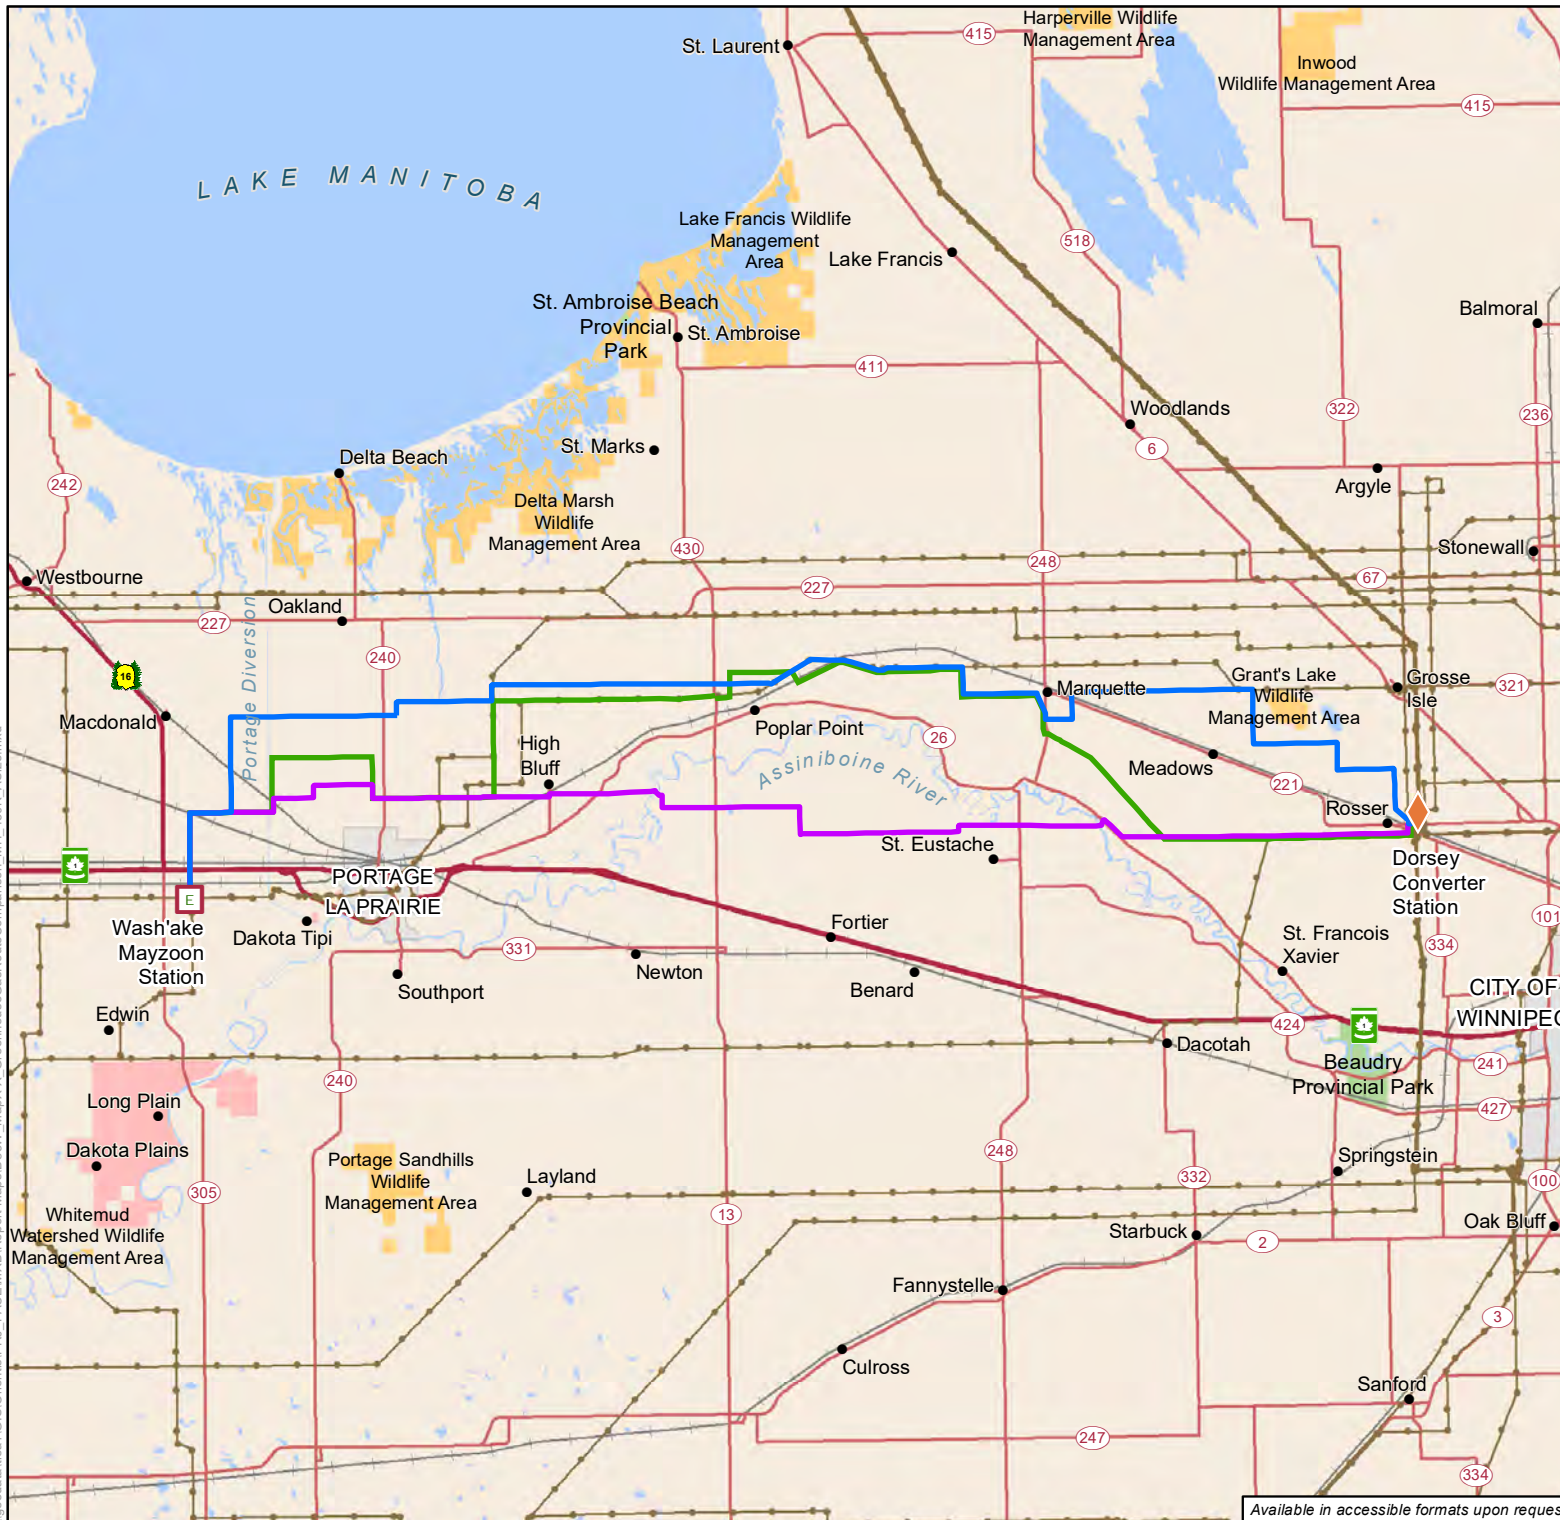 Harperville Wildlife
Management Area
St. Laurent
415
Inwood
Wildlife Management Area
415
LAKE MANITOBA
Lake Francis Wildlife
Management
Area
518
Lake Francis
St. Ambroise Beach
Provincial
Park
St. Ambroise
Balmoral
411
Woodlands
322
236
6
St. Marks
Delta Beach
242
Argyle
Delta Marsh
Wildlife
Management Area
430
248
Stonewall
Westbourne
67
227
Oakland
227
Portage Diversion
240
16
Grant's Lake
Wildlife
Management Area
Grosse
Isle
321
Marquette
Macdonald
Poplar Point
26
High
Bluff
Assiniboine River
Meadows
221
Rosser
St. Eustache
1
Dorsey
Converter
Station
PORTAGE
LA PRAIRIE
E
Wash'ake
Mayzoon
Station
Dakota Tipi
Fortier
101
331
334
St. Francois
Xavier
Newton
Benard
Southport
CITY OF
WINNIPEG
Edwin
424
1
Dacotah
Beaudry
Provincial Park
241
240
Long Plain
427
Dakota Plains
248
Springstein
Portage Sandhills
Wildlife
Management Area
Layland
332
100
305
Whitemud
Watershed Wildlife
Management Area
13
Oak Bluff
Starbuck
2
Fannystelle
3
Culross
Sanford
247
334
Available in accessible formats upon reques